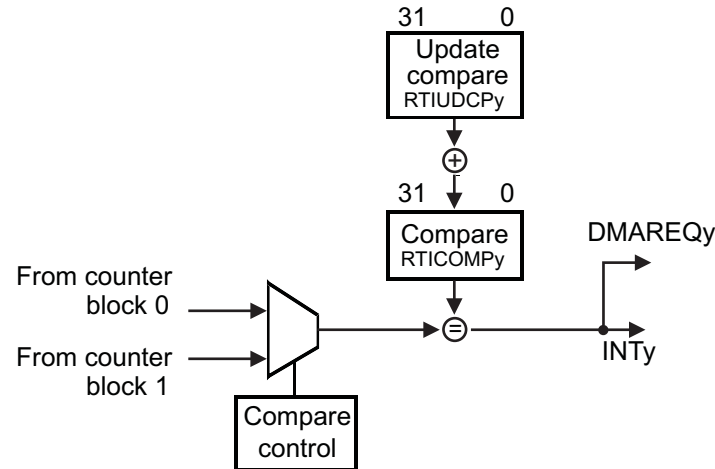 31 0
Update
compare
RTIUDCPy
+
31 0
Compare
RTICOMPy
DMAREQy
From counter
block 0
=
INTy
From counter
block 1
Compare
control